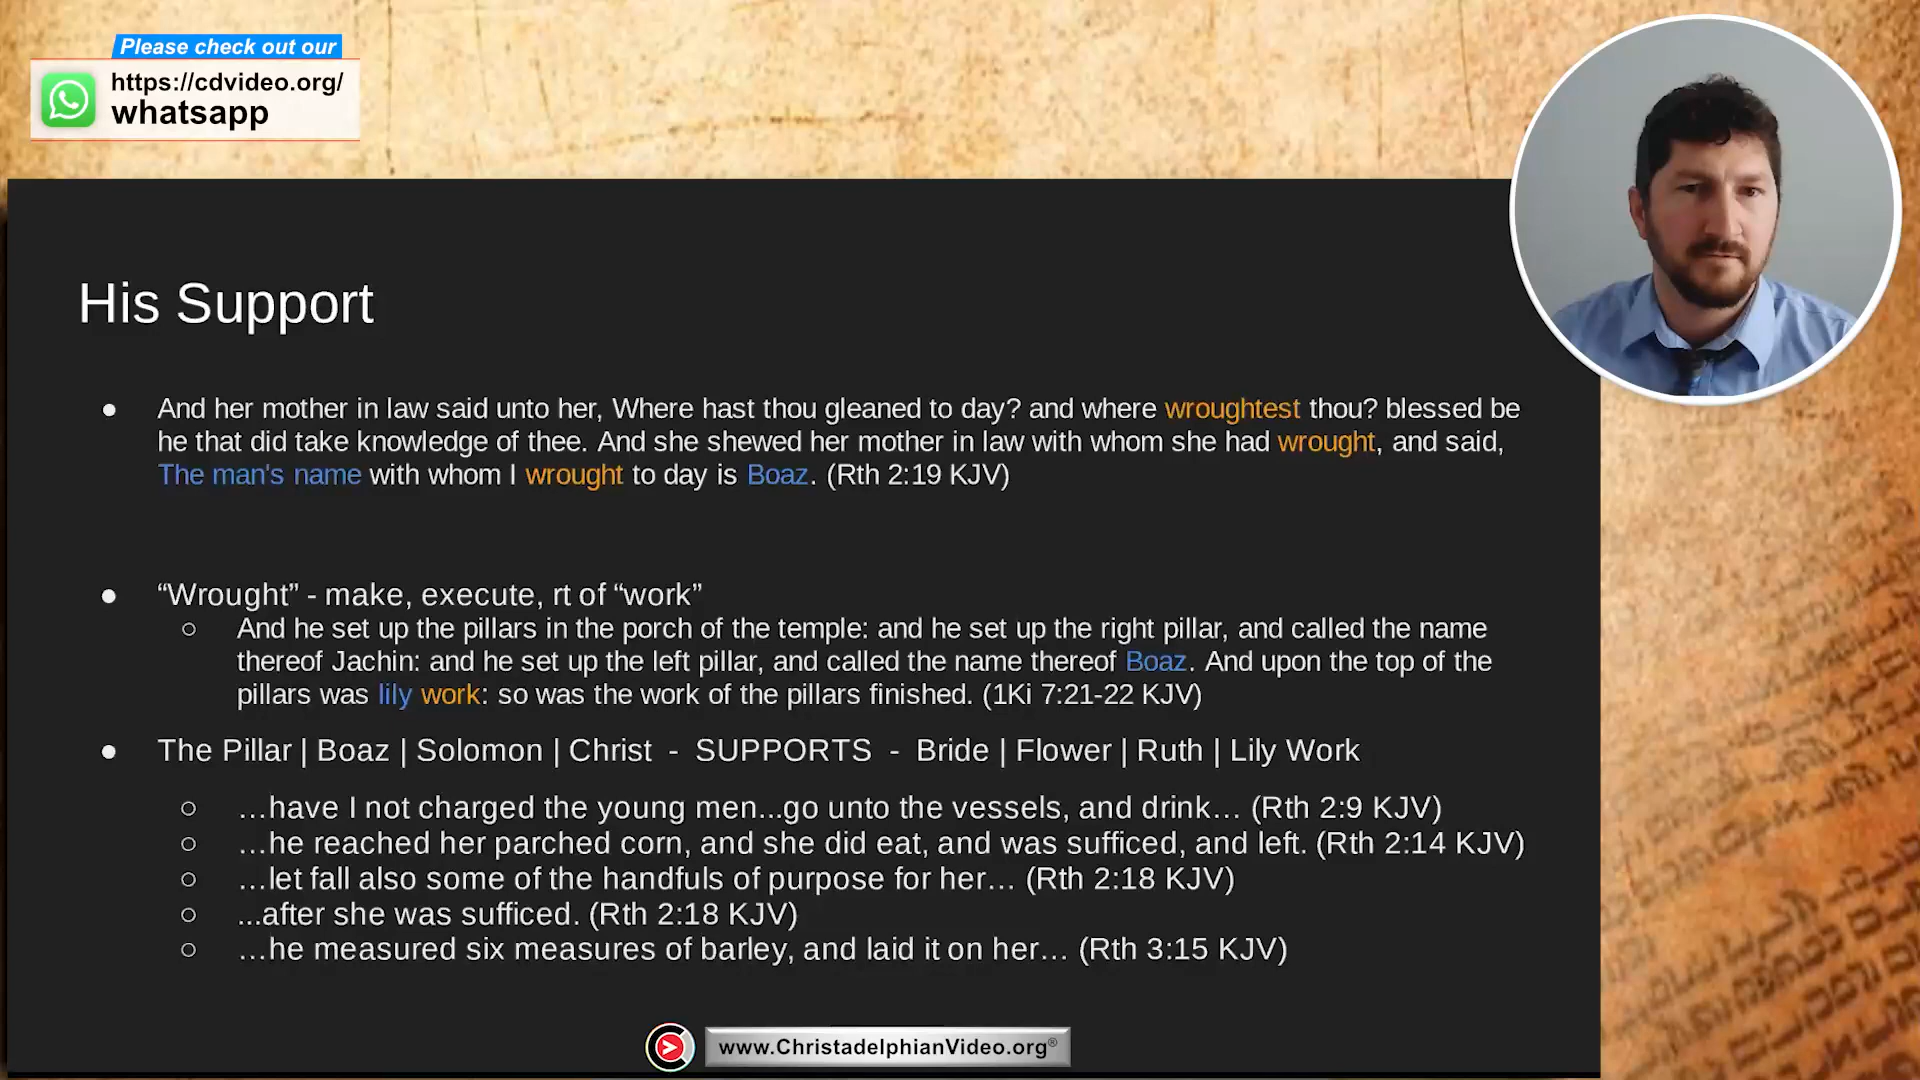 Please check out our
https://cdvideo.org/
whatsapp
His Support
● And her mother in law said unto her, Where hast thou gleaned to day? and where wroughtest thou? blessed be
he that did take knowledge of thee. And she shewed her mother in law with whom she had wrought, and said,
The man's name with whom I wrought to day is Boaz. (Rth 2:19 KJV)
● “Wrought” - make, execute, rt of “work”
○ And he set up the pillars in the porch of the temple: and he set up the right pillar, and called the name
thereof Jachin: and he set up the left pillar, and called the name thereof Boaz. And upon the top of the
pillars was lily work: so was the work of the pillars finished. (1Ki 7:21-22 KJV)
● The Pillar | Boaz | Solomon | Christ - SUPPORTS - Bride | Flower | Ruth | Lily Work
○ …have I not charged the young men...go unto the vessels, and drink… (Rth 2:9 KJV)
○ …he reached her parched corn, and she did eat, and was sufficed, and left. (Rth 2:14 KJV)
○ …let fall also some of the handfuls of purpose for her… (Rth 2:18 KJV)
○ ...after she was sufficed. (Rth 2:18 KJV)
○ …he measured six measures of barley, and laid it on her… (Rth 3:15 KJV)
www.ChristadelphianVideo.org®